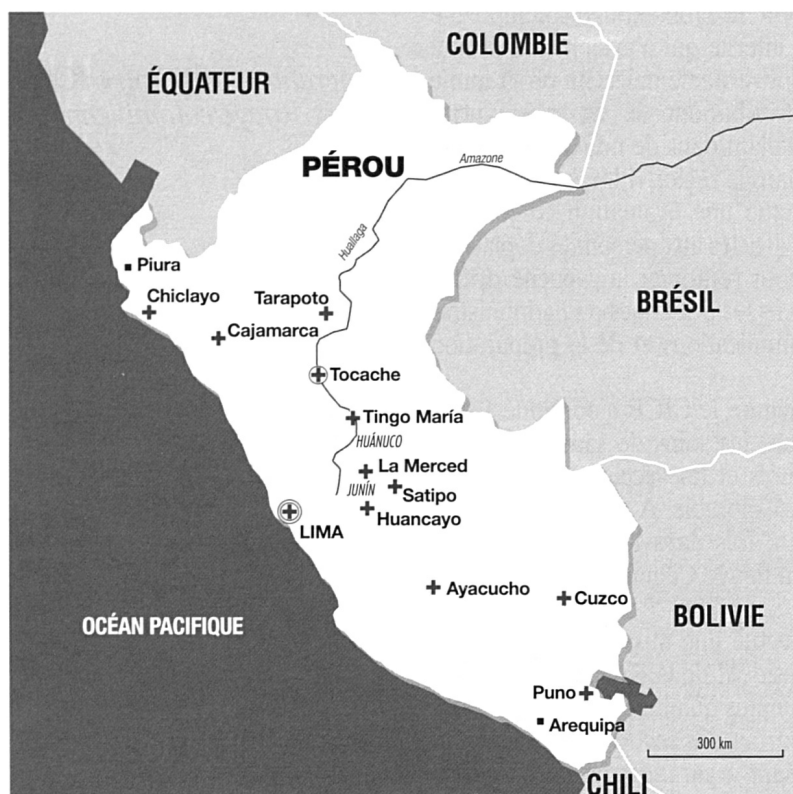 COLOMBIE
ÉQUATEUR
PÉROU
Amazone
Huallaga
Piura
Chiclayo
Tarapoto
BRÉSIL
Cajamarca
Tocache
Tingo María
HUÁNUCO
La Merced
JUNÍN
Satipo
Huancayo
LIMA
Ayacucho
Cuzco
BOLIVIE
OCÉAN PACIFIQUE
Puno
Arequipa
300 km
CHILI